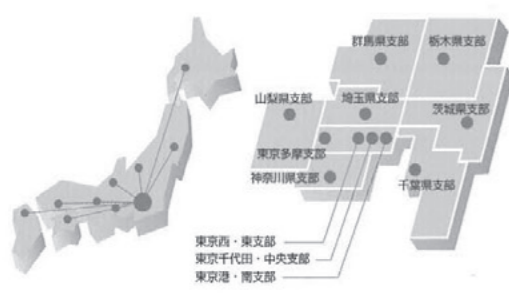 群馬県支部
栃木県支部
山梨県支部
埼玉県支部
茨城県支部
東京多摩支部
神奈川県支部
千葉県支部
東京西・東支部
東京千代田・中央支部
東京港・南支部